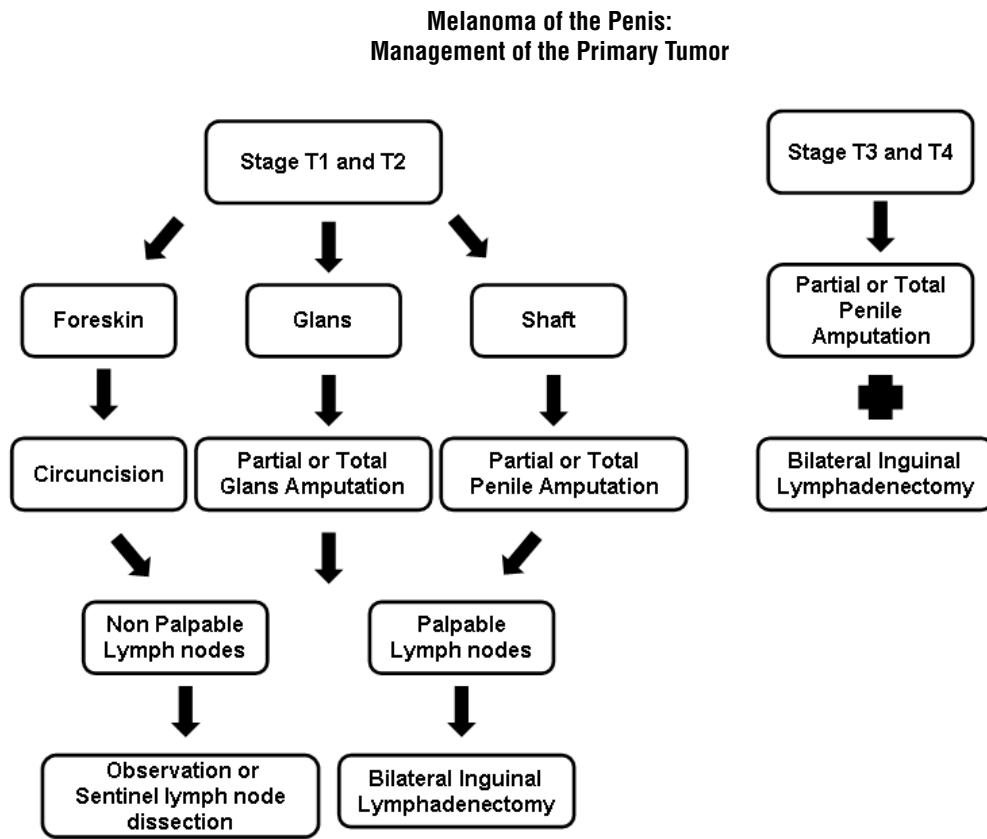 Melanoma of the Penis:
Management of the Primary Tumor
Stage T1 and T2
Stage T3 and T4
Foreskin
Glans
Shaft
Partial or Total
Penile
Amputation
Circuncision
Partial or Total
Glans Amputation
Partial or Total
Penile Amputation
Bilateral Inguinal
Lymphadenectomy
Non Palpable
Lymph nodes
Palpable
Lymph nodes
Observation or
Sentinel lymph node
dissection
Bilateral Inguinal
Lymphadenectomy